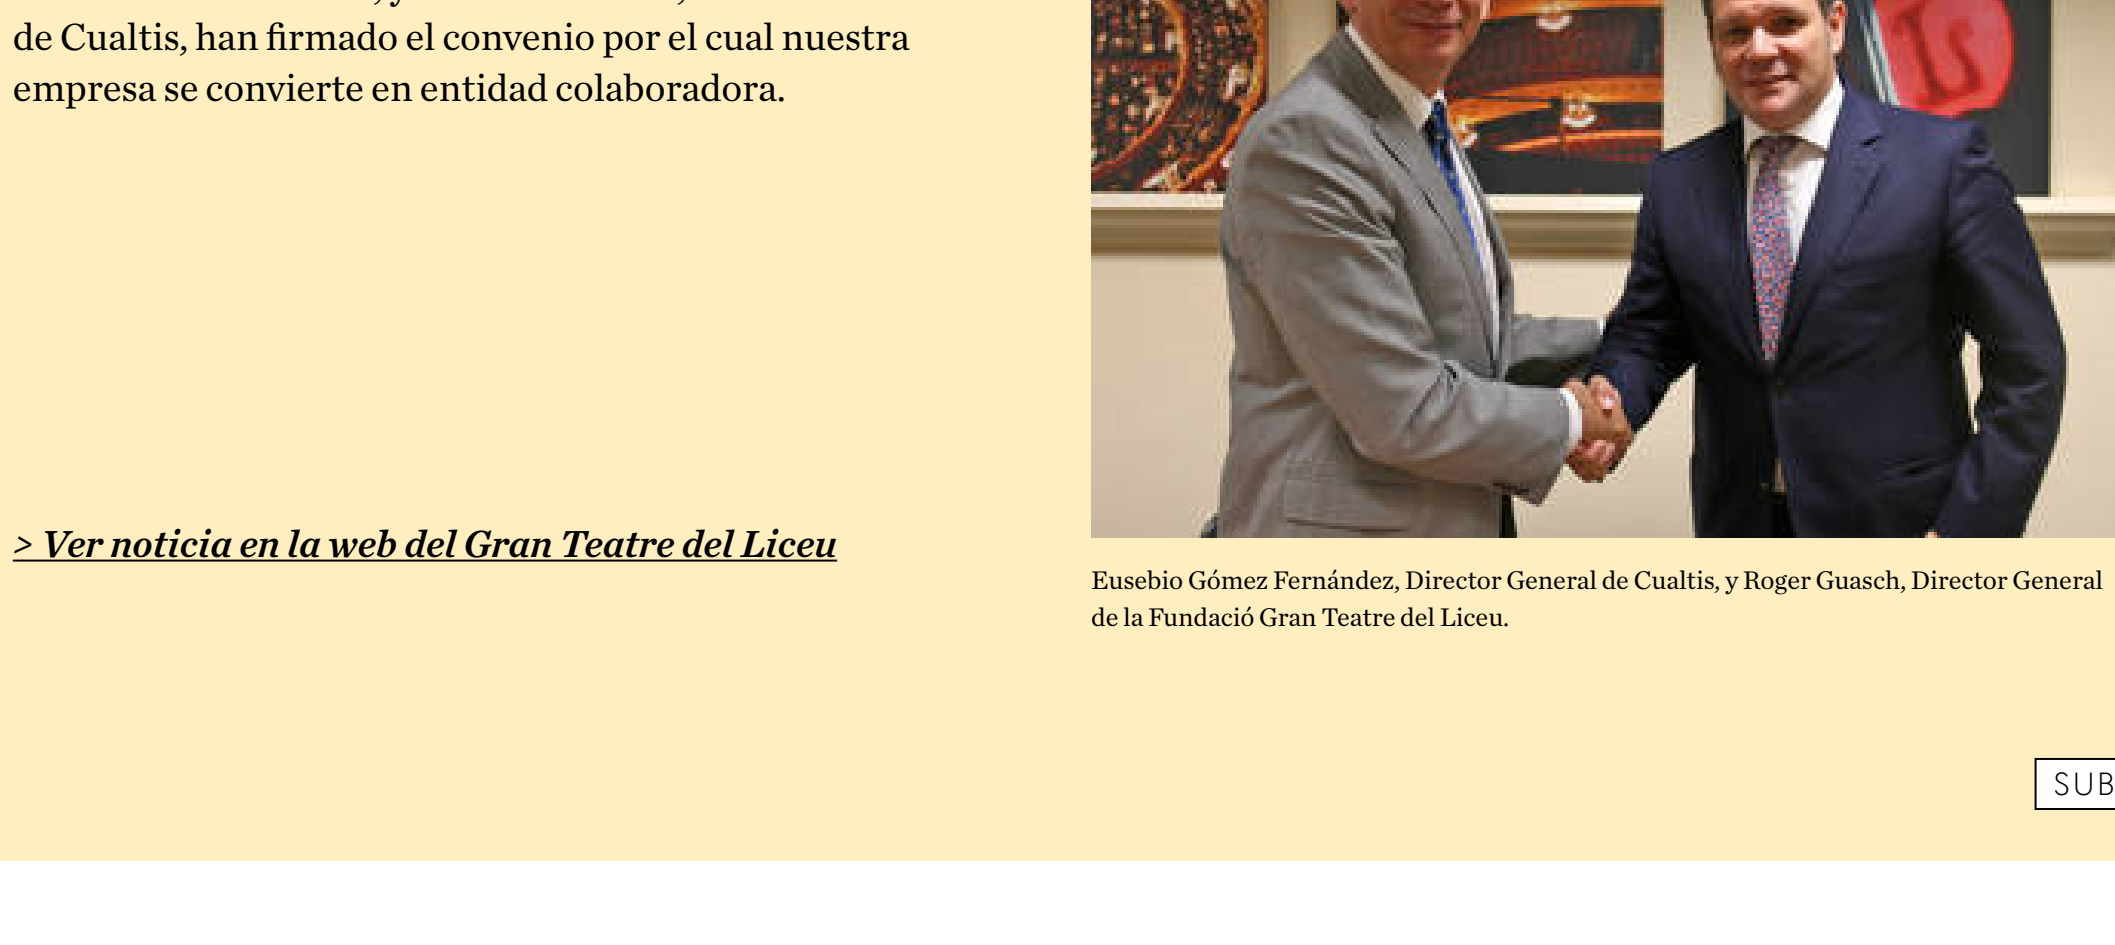 de Cualtis, han firmado el convenio por el cual nuestra
empresa se convierte en entidad colaboradora.
> Ver noticia en la web del Gran Teatre del Liceu
Eusebio Gómez Fernández, Director General de Cualtis, y Roger Guasch, Director General
de la Fundació Gran Teatre del Liceu.
SUB